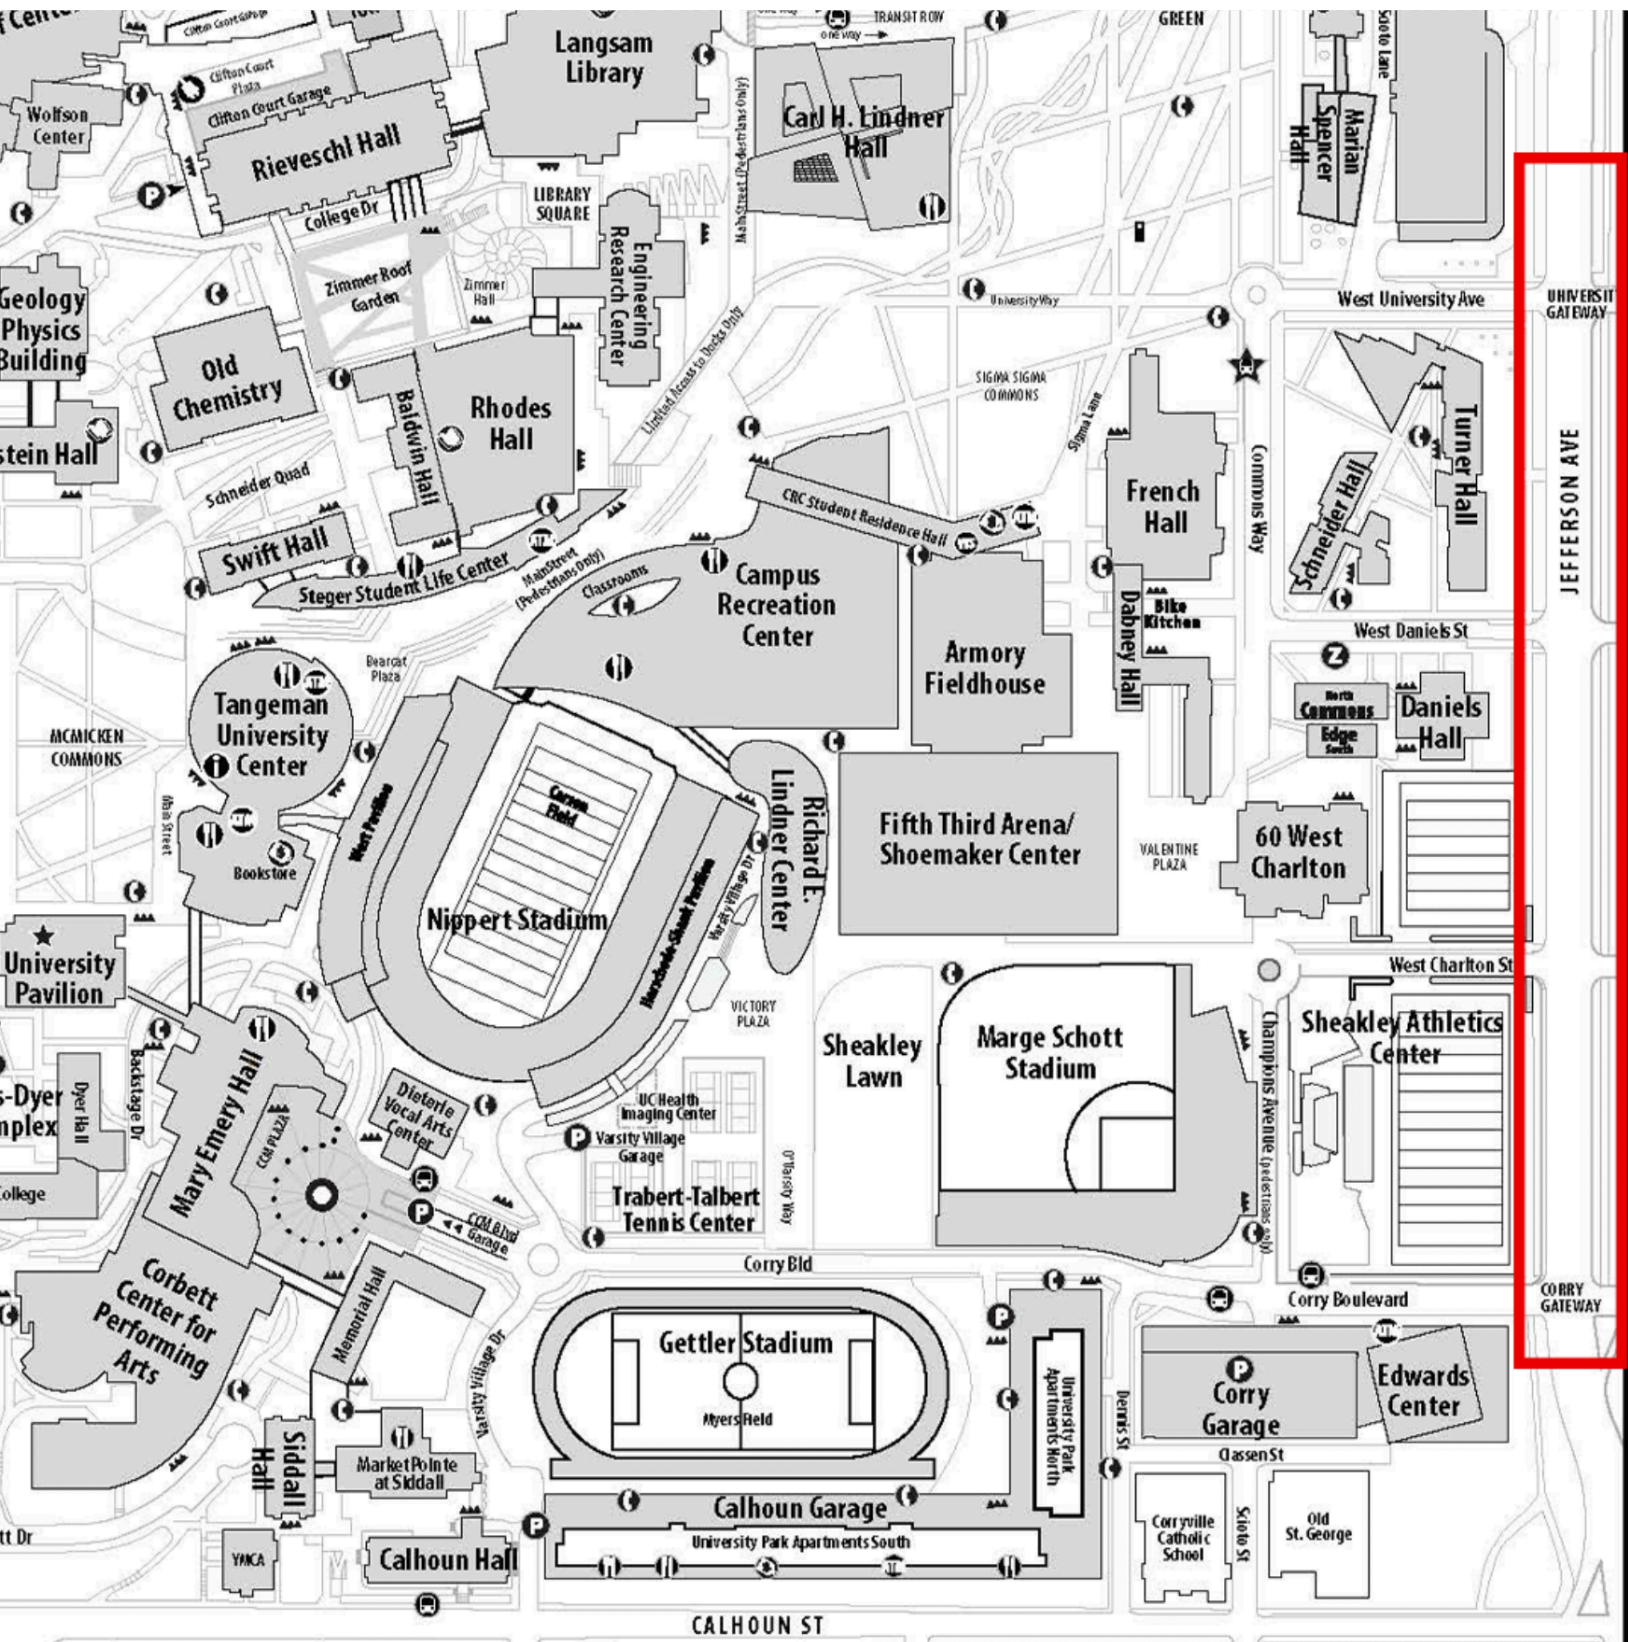 TRANSIT ROW
one way
GREEN
Scioto Lane
Langsam
Library
Clifton Court
Plaza
Clifton Court Garage
Wolfson
Center
Rieveschl Hall
Carl H. Lindner
Hall
MainStreet (Pedestrians Only)
Marian
Spencer
Hall
LIBRARY
SQUARE
College Dr
Engineering
Research Center
Zimmer Roof
Garden
Zimmer
Hall
Geology
Physics
Building
University Way
West University Ave
UNIVERSIT
GATEWAY
Limited Access to Docks Only
Old
Chemistry
Baldwin Hall
Rhodes
Hall
SIGMA SIGMA
COMMONS
Sigma Lane
Turner Hall
JEFFERSON AVE
stein Hall
Schneider Quad
Commons Way
French
Hall
Schneider Hall
CRC Student Residence Hall
Swift Hall
Steger Student Life Center
MainStreet
(Pedestrians Only)
Classrooms
Campus
Recreation
Center
Dabney Hall
Bike
Kitchen
West Daniels St
Z
Armory
Fieldhouse
Bearcat
Plaza
Tangeman
University
Center
MCMICKEN
COMMONS
North
Commons
Edge
South
Daniels
Hall
Main Street
Bookstore
West Pavilion
Carson
Field
Nippert Stadium
Herschede-Shank Pavilion
Varsity Village Dr
Richard E.
Lindner Center
Fifth Third Arena/
Shoemaker Center
VALENTINE
PLAZA
60 West
Charlton
University
Pavilion
West Charlton St
VICTORY
PLAZA
Sheakley
Lawn
Marge Schott
Stadium
Champions Avenue (pedestrians only)
Sheakley Athletics
Center
Backstage Dr
s-Dyer
mplex
Dyer Hall
Mary Emery Hall
CCM PLAZA
Dieterle
Vocal Arts
Center
UC Health
Imaging Center
P
Varsity Village
Garage
O'Varsity Way
College
Trabert-Talbert
Tennis Center
P
CCM Blvd
Garage
Corry Bld
Corry Boulevard
CORRY
GATEWAY
Corbett
Center for
Performing
Arts
Memorial Hall
Varsity Village Dr
Gettler Stadium
Myers Field
P
University Park
Apartments North
Dennis St
P
Corry
Garage
Edwards
Center
Classen St
Siddall
Hall
MarketPointe
at Siddall
Calhoun Garage
University Park Apartments South
P
Corryville
Catholic
School
Scioto St
Old
St. George
tt Dr
YMCA
Calhoun Hall
CALHOUN ST